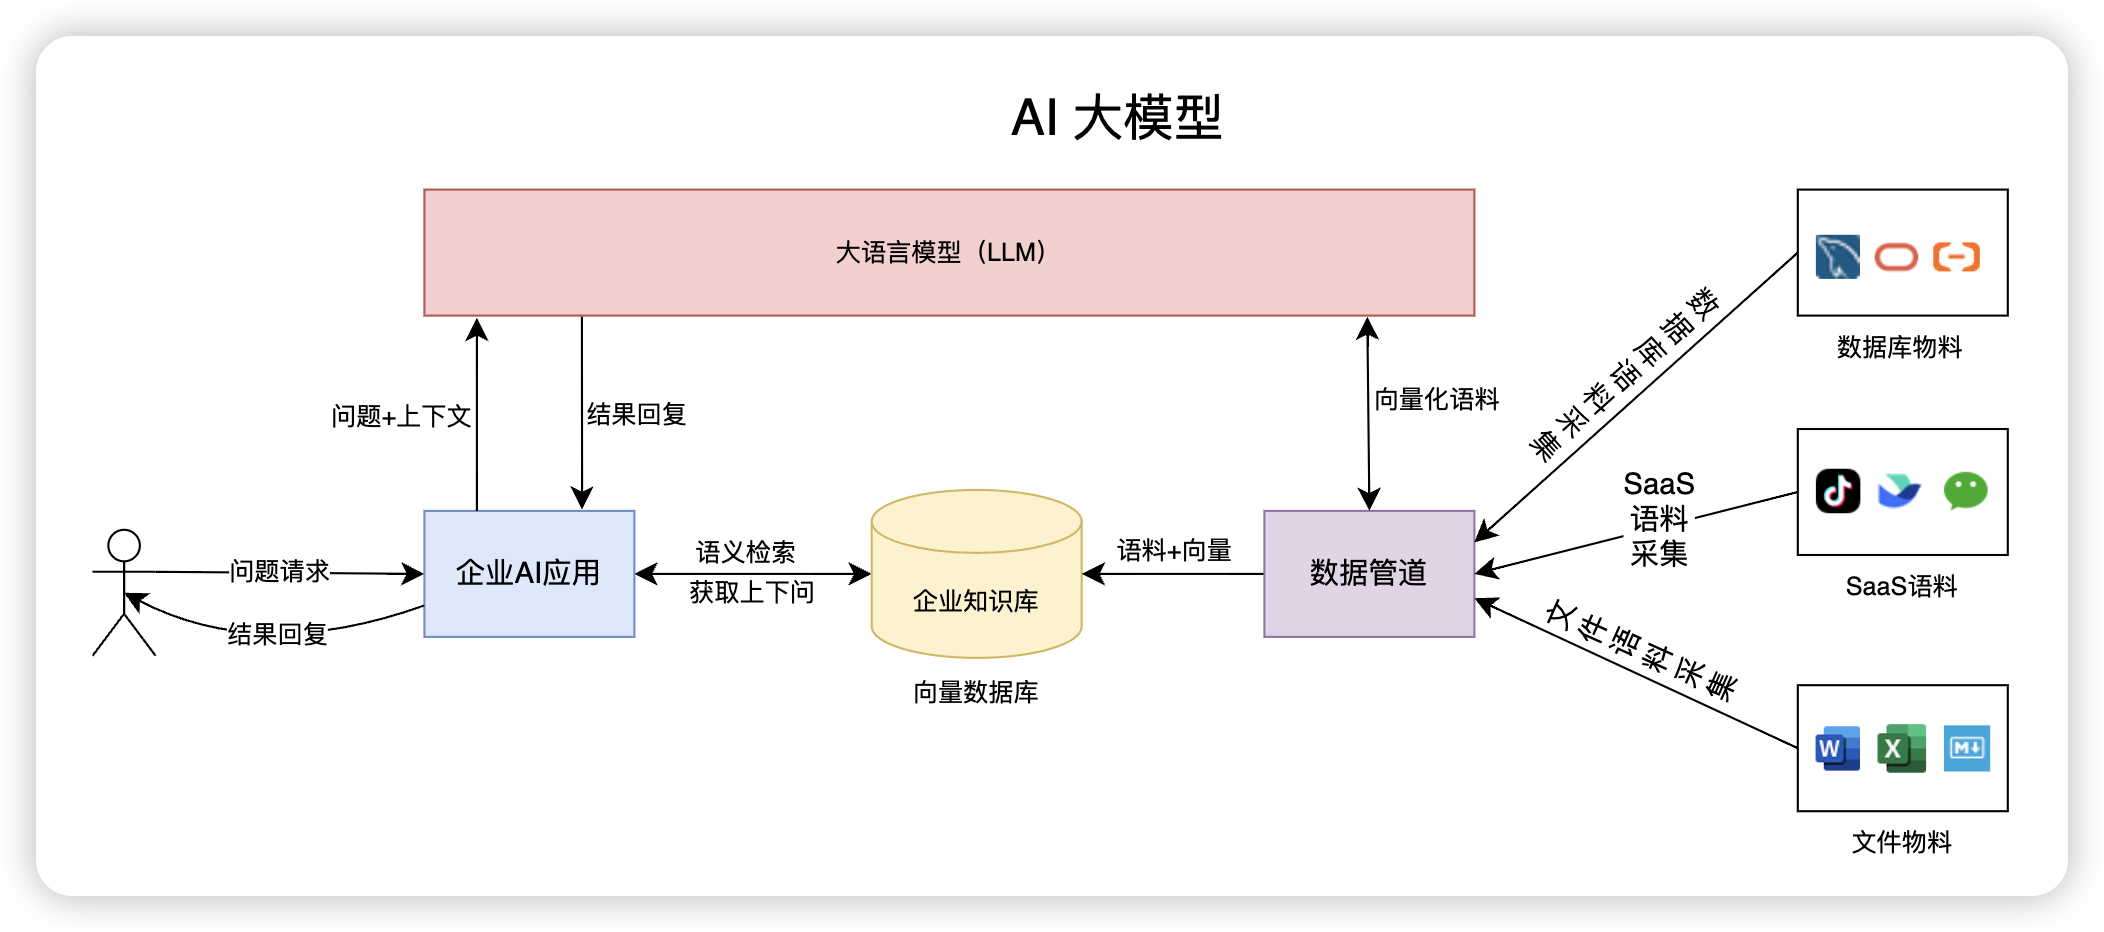 AI 大模型
大语言模型（LLM）
数据库物料
数据库语料采集
问题+上下文
结果回复
向量化语料
SaaS
语料
采集
SaaS语料
问题请求
结果回复
企业AI应用
语义检索
获取上下问
企业知识库
向量数据库
语料+向量
数据管道
文件语料采集
W
X
M
文件物料